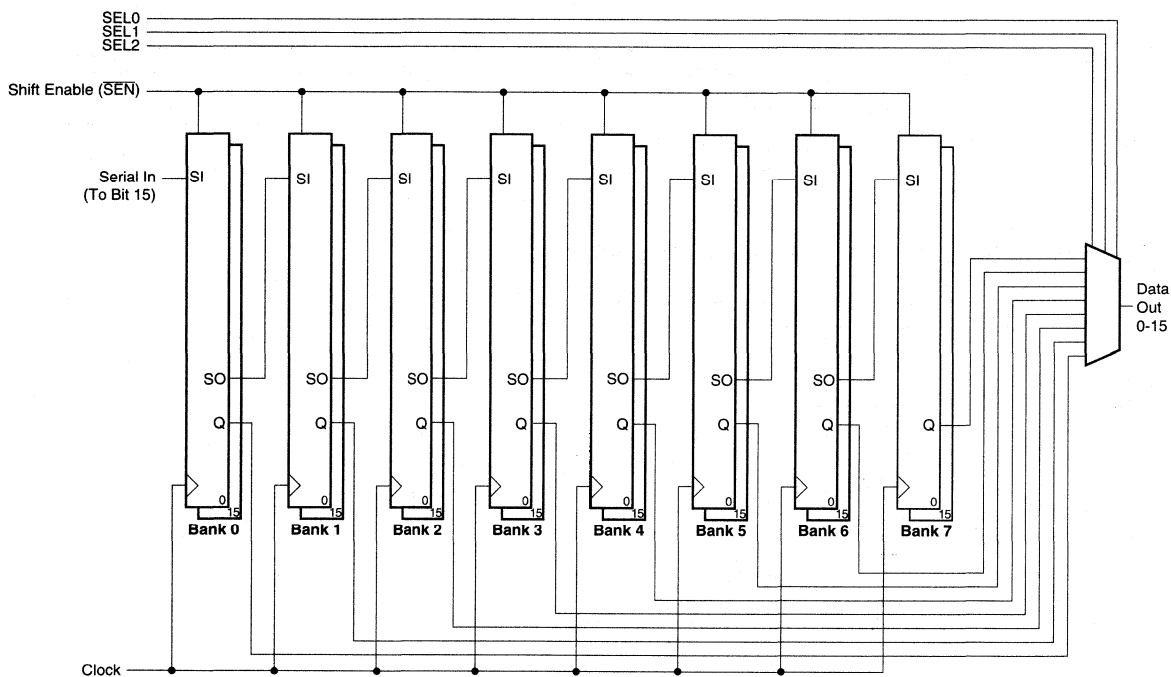 SEL0
SEL1
SEL2
Shift Enable (SEN)
Serial In
(To Bit 15)
SI
SI
SI
SI
SI
SI
SI
SI
SO
SO
SO
SO
SO
SO
SO
Q
Q
Q
Q
Q
Q
Q
Q
0
0
0
0
0
0
0
0
15
15
15
15
15
15
15
15
Bank 0
Bank 1
Bank 2
Bank 3
Bank 4
Bank 5
Bank 6
Bank 7
Data
Out
0-15
Clock